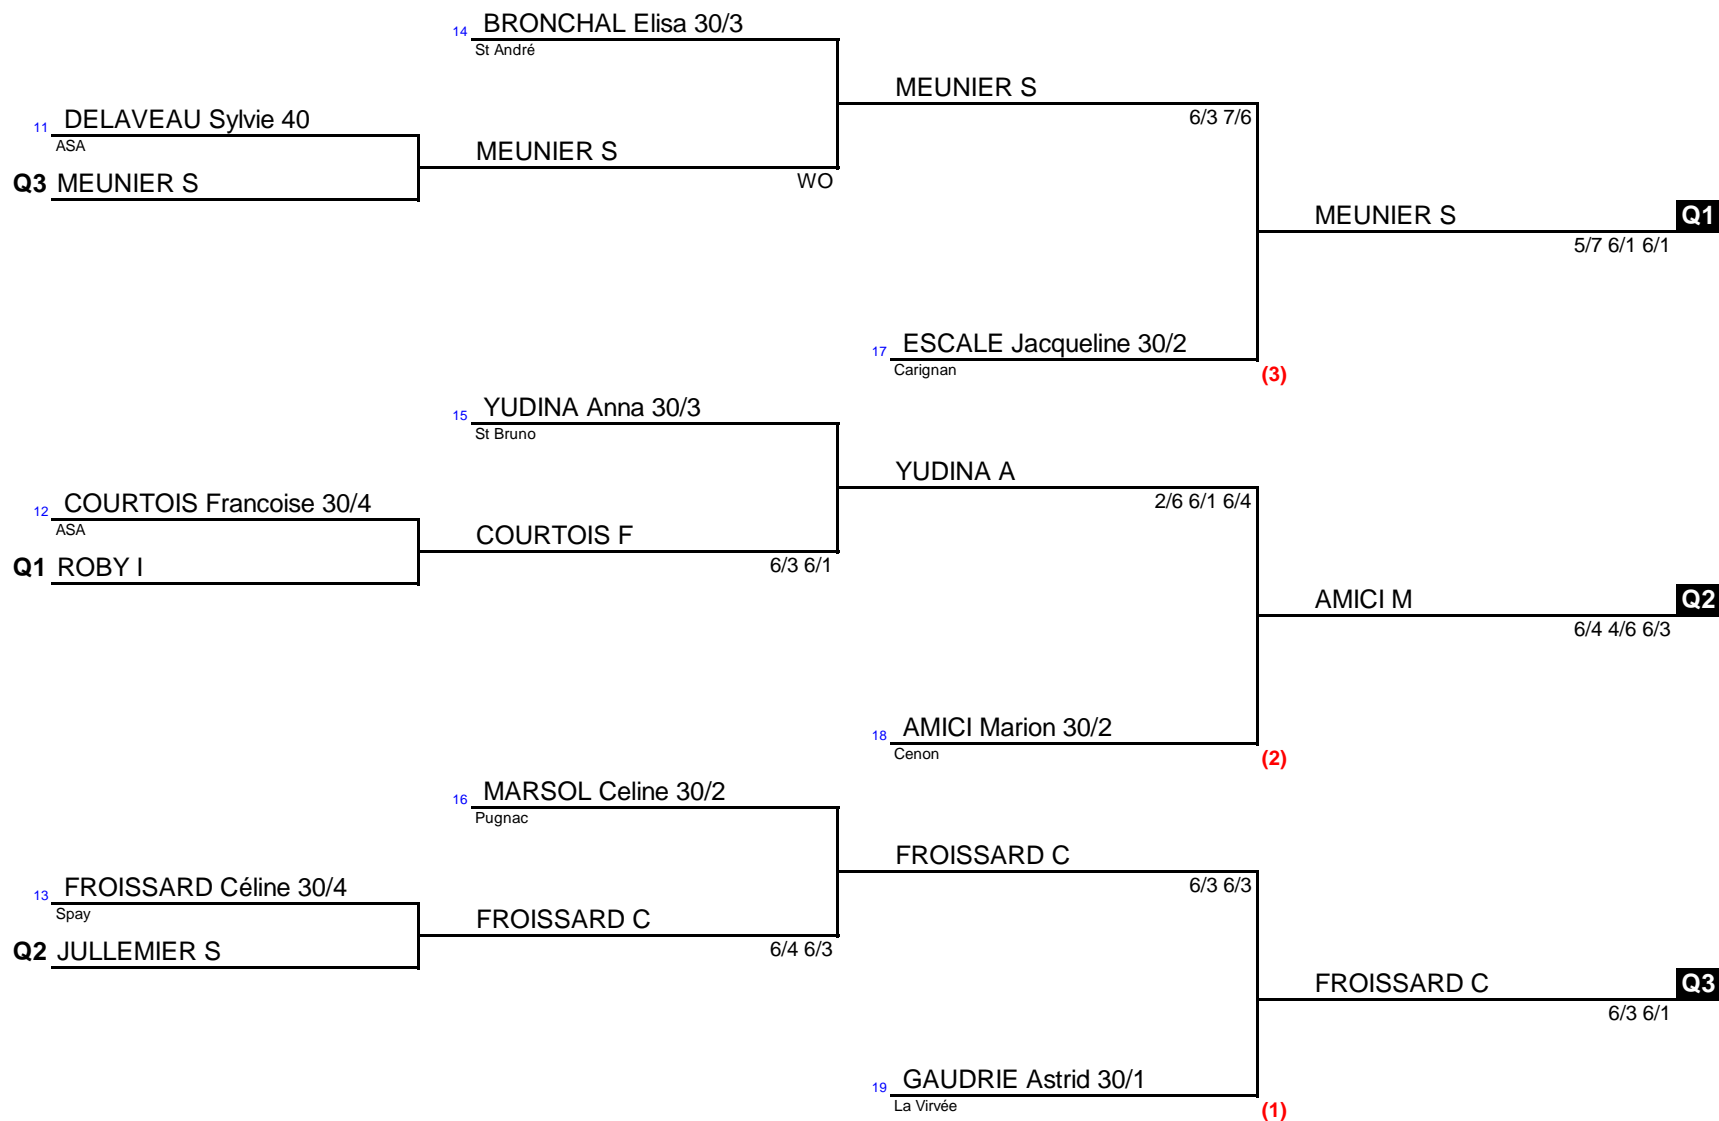 14 BRONCHAL Elisa 30/3
St André
MEUNIER S
6/3 7/6
11 DELAVEAU Sylvie 40
ASA
MEUNIER S
WO
Q3 MEUNIER S
MEUNIER S Q1
5/7 6/1 6/1
17 ESCALE Jacqueline 30/2
Carignan
(3)
15 YUDINA Anna 30/3
St Bruno
YUDINA A
2/6 6/1 6/4
12 COURTOIS Francoise 30/4
ASA
COURTOIS F
6/3 6/1
Q1 ROBY I
AMICI M Q2
6/4 4/6 6/3
18 AMICI Marion 30/2
Cenon
(2)
16 MARSOL Celine 30/2
Pugnac
FROISSARD C
6/3 6/3
13 FROISSARD Céline 30/4
Spay
FROISSARD C
6/4 6/3
Q2 JULLEMIER S
FROISSARD C Q3
6/3 6/1
19 GAUDRIE Astrid 30/1
La Virvée
(1)